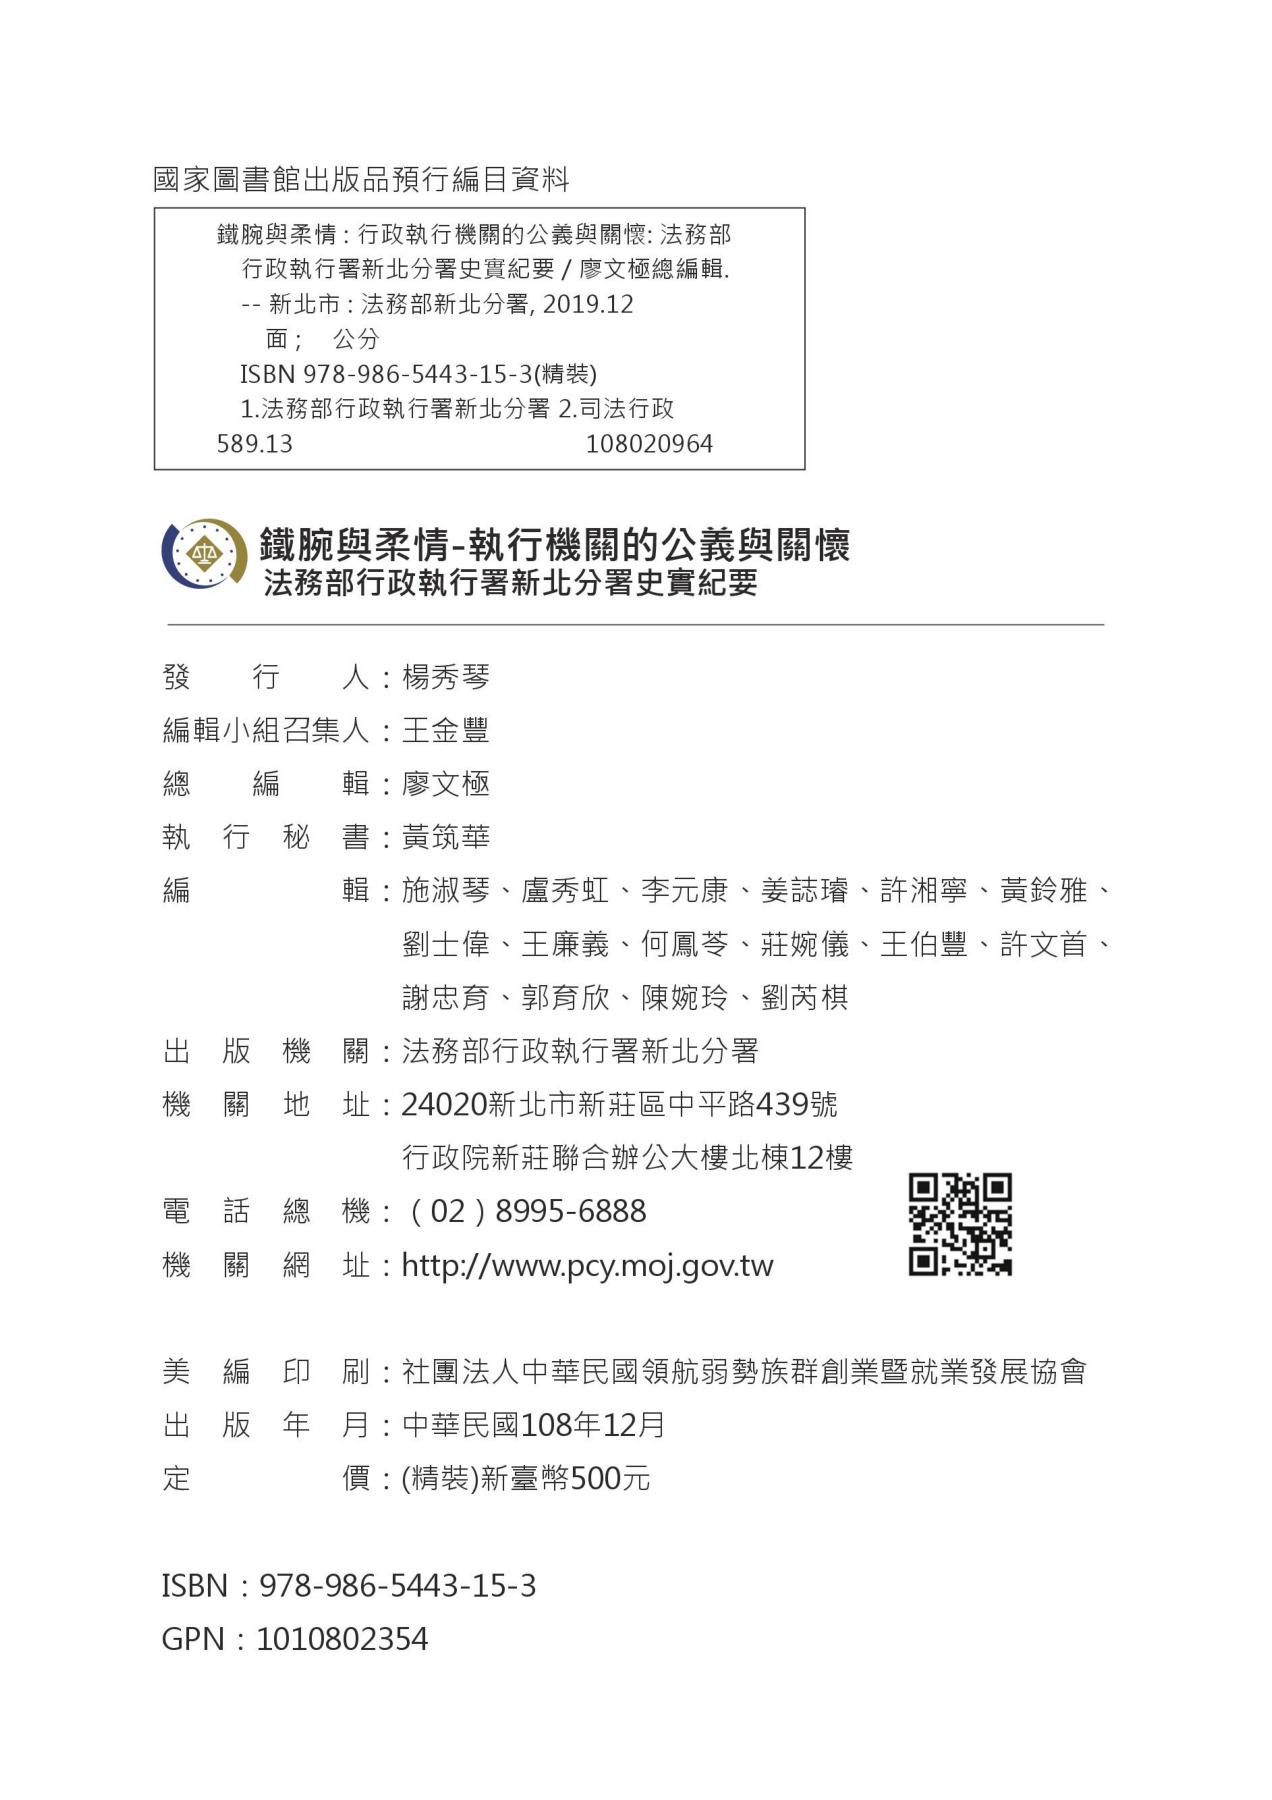 國家圖書館出版品預行編目資料
鐵腕與柔情 : 行政執行機關的公義與關懷: 法務部
行政執行署新北分署史實紀要 / 廖文極總編輯.
-- 新北市 : 法務部新北分署, 2019.12
面 ; 公分
ISBN 978-986-5443-15-3(精裝)
1.法務部行政執行署新北分署 2.司法行政
589.13 108020964
鐵腕與柔情-執行機關的公義與關懷
法務部行政執行署新北分署史實紀要
發行人：楊秀琴
編輯小組召集人：王金豐
總編輯：廖文極
執行秘書：黃筑華
編輯：施淑琴、盧秀虹、李元康、姜誌璿、許湘寧、黃鈴雅、
劉士偉、王廉義、何鳳苓、莊婉儀、王伯豐、許文首、
謝忠育、郭育欣、陳婉玲、劉芮棋
出版機關：法務部行政執行署新北分署
機關地址：24020新北市新莊區中平路439號
行政院新莊聯合辦公大樓北棟12樓
電話總機：（02）8995-6888
機關網址：http://www.pcy.moj.gov.tw
美編印刷：社團法人中華民國領航弱勢族群創業暨就業發展協會
出版年月：中華民國108年12月
定價：(精裝)新臺幣500元
ISBN：978-986-5443-15-3
GPN：1010802354